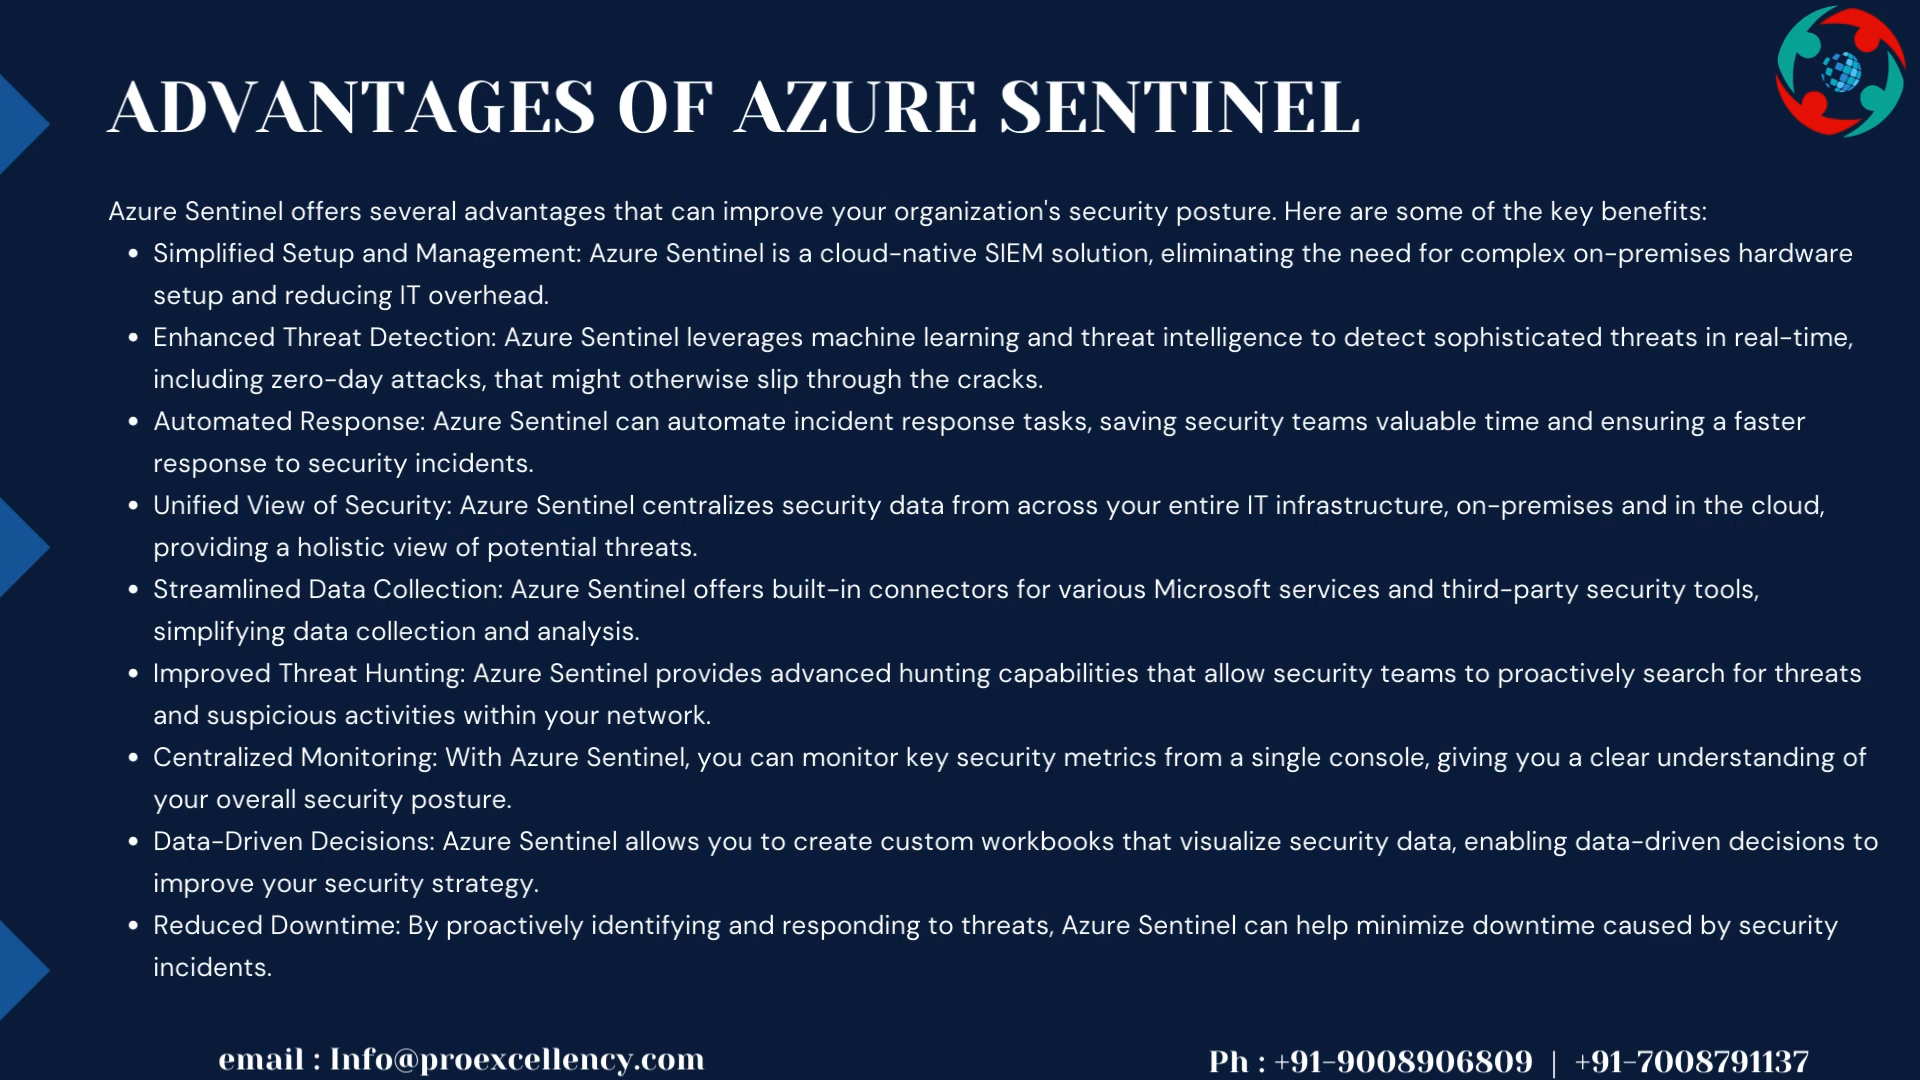 ADVANTAGES OF AZURE SENTINEL
Azure Sentinel offers several advantages that can improve your organization's security posture. Here are some of the key benefits:
• Simplified Setup and Management: Azure Sentinel is a cloud-native SIEM solution, eliminating the need for complex on-premises hardware
setup and reducing IT overhead.
• Enhanced Threat Detection: Azure Sentinel leverages machine learning and threat intelligence to detect sophisticated threats in real-time,
including zero-day attacks, that might otherwise slip through the cracks.
• Automated Response: Azure Sentinel can automate incident response tasks, saving security teams valuable time and ensuring a faster
response to security incidents.
• Unified View of Security: Azure Sentinel centralizes security data from across your entire IT infrastructure, on-premises and in the cloud,
providing a holistic view of potential threats.
• Streamlined Data Collection: Azure Sentinel offers built-in connectors for various Microsoft services and third-party security tools,
simplifying data collection and analysis.
• Improved Threat Hunting: Azure Sentinel provides advanced hunting capabilities that allow security teams to proactively search for threats
and suspicious activities within your network.
• Centralized Monitoring: With Azure Sentinel, you can monitor key security metrics from a single console, giving you a clear understanding of
your overall security posture.
• Data-Driven Decisions: Azure Sentinel allows you to create custom workbooks that visualize security data, enabling data-driven decisions to
improve your security strategy.
• Reduced Downtime: By proactively identifying and responding to threats, Azure Sentinel can help minimize downtime caused by security
incidents.
email : Info@proexcellency.com
Ph : +91-9008906809 | +91-7008791137